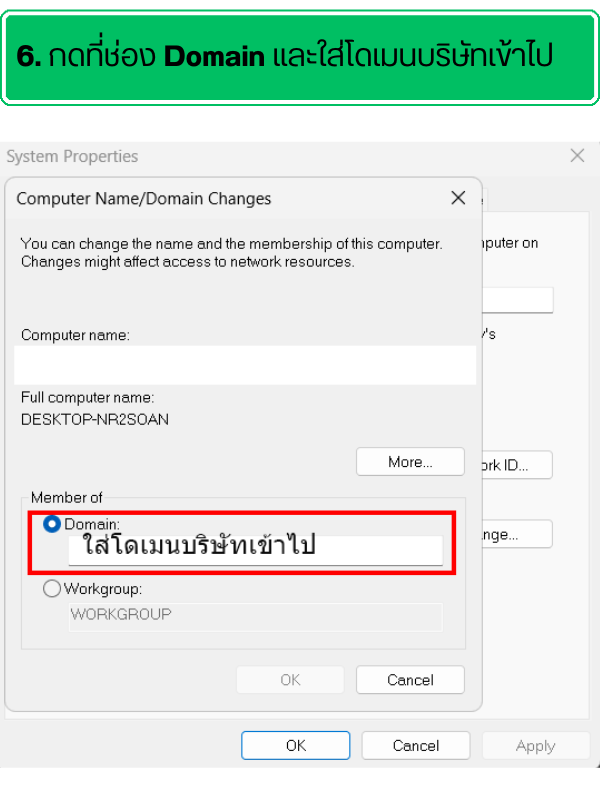 6. กดที่ช่อง Domain และใส่โดเมนบริษัทเข้าไป
System Properties
Computer Name/Domain Changes
You can change the name and the membership of this computer.
Changes might affect access to network resources.
puter on
Computer name:
's
Full computer name:
DESKTOP-NR2SOAN
More...
ork ID...
Member of
Domain:
ใส่โดเมนบริษัทเข้าไป
nge...
Workgroup:
WORKGROUP
OK
Cancel
OK
Cancel
Apply